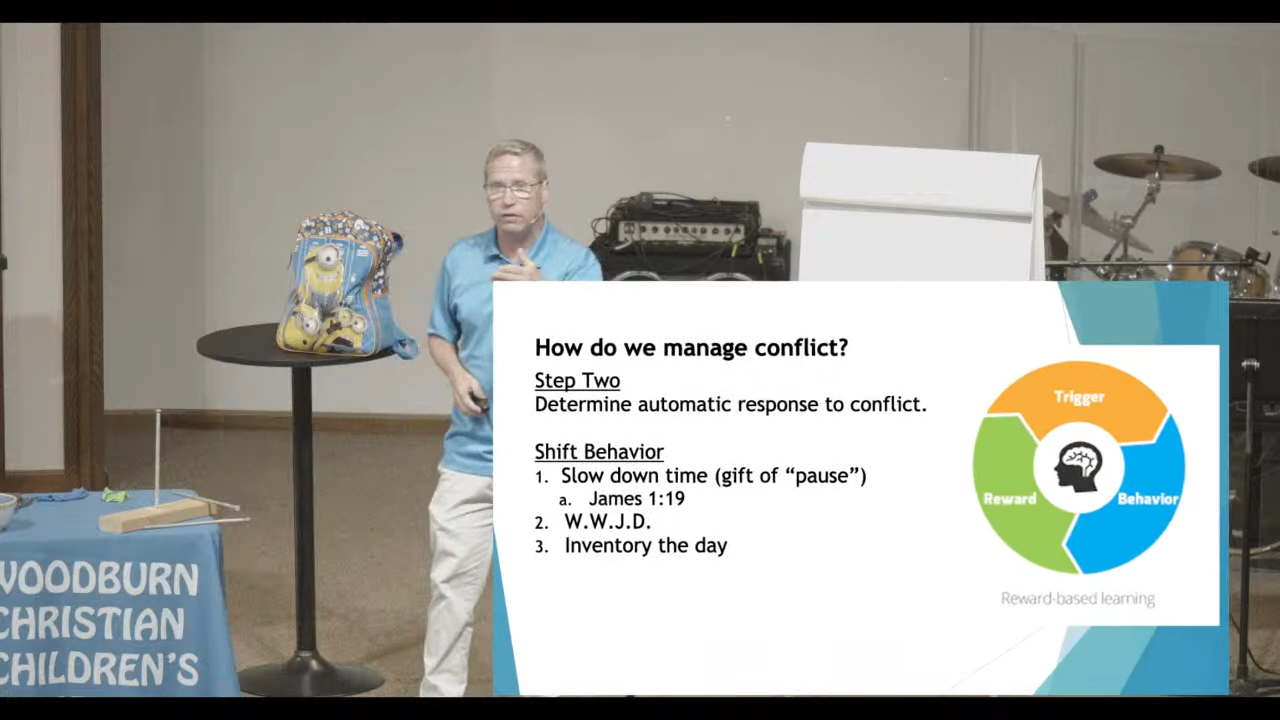 How do we manage conflict?
Step Two
Determine automatic response to conflict.
Shift Behavior
1. Slow down time (gift of “pause”)
a. James 1:19
2. W.W.J.D.
3. Inventory the day
Trigger
Reward
Behavior
Reward-based learning
WOODBURN
CHRISTIAN
CHILDREN'S